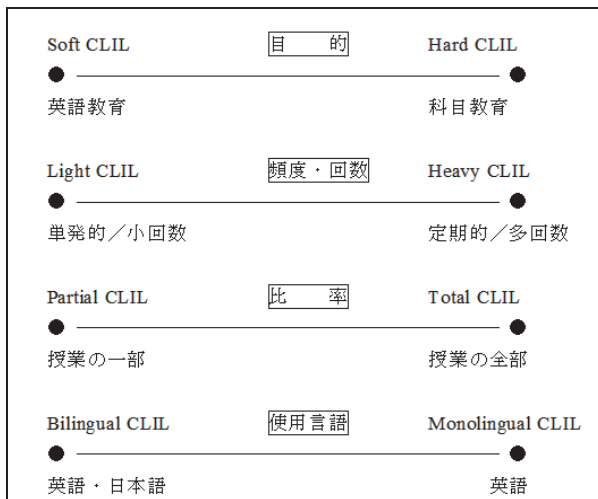 Soft CLIL 目 的 Hard CLIL
英語教育 科目教育
Light CLIL 頻度・回数 Heavy CLIL
単発的／小回数 定期的／多回数
Partial CLIL 比 率 Total CLIL
授業の一部 授業の全部
Bilingual CLIL 使用言語 Monolingual CLIL
英語・日本語 英語